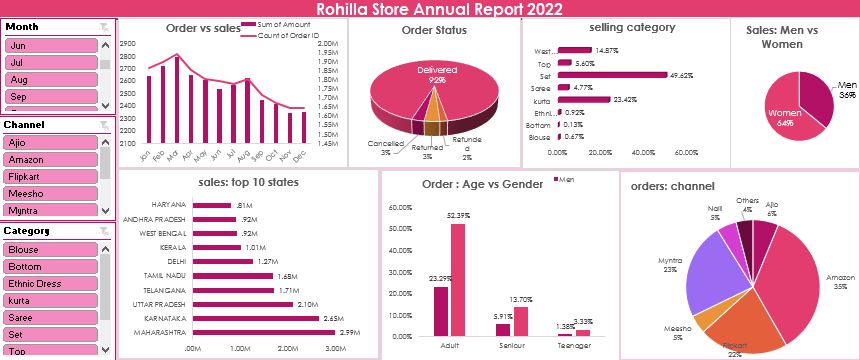 Rohilla Store Annual Report 2022
Month
Jun
Jul
Aug
Sep
Channel
Ajio
Amazon
Flipkart
Meesho
Myntra
Category
Blouse
Bottom
Ethnic Dress
kurta
Saree
Set
Top
Order vs sales
Sum of Amount
Count of Order ID
2900
2800
2700
2600
2500
2400
2300
2200
2100
2.00M
1.95M
1.90M
1.85M
1.80M
1.75M
1.70M
1.65M
1.60M
1.55M
1.50M
1.45M
Jan
Feb
Mar
Apr
May
Jun
Jul
Aug
Sep
Oct
Nov
Dec
Order Status
Delivered
92%
Cancelled
3%
Returned
3%
Refunde
d
2%
selling category
West... 14.87%
Top 5.60%
Set 49.62%
Saree 4.77%
kurta 23.42%
Ethni... 0.92%
Bottom 0.13%
Blouse 0.67%
0.00% 20.00% 40.00% 60.00%
Sales: Men vs
Women
Men
36%
Women
64%
sales: top 10 states
HARYANA .81M
ANDHRA PRADESH .92M
WEST BENGAL .92M
KERALA 1.01M
DELHI 1.27M
TAMIL NADU 1.68M
TELANGANA 1.71M
UTTAR PRADESH 2.10M
KARNATAKA 2.65M
MAHARASHTRA 2.99M
.00M 1.00M 2.00M 3.00M
Order : Age vs Gender
Men
60.00%
50.00%
40.00%
30.00%
20.00%
10.00%
0.00%
23.29%
52.39%
5.91%
13.70%
1.38%
3.33%
Adult
Seniour
Teenager
orders: channel
Ajio
6%
Amazon
35%
Flipkart
22%
Meesho
5%
Myntra
23%
Nalli
5%
Others
4%